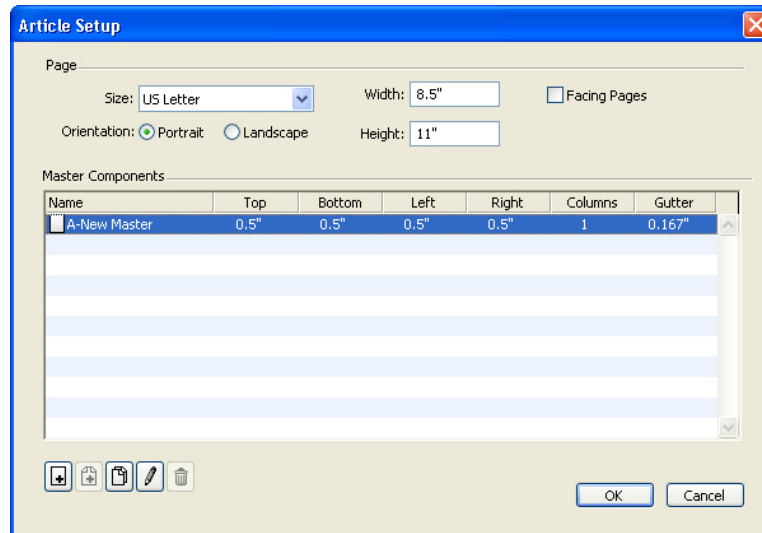 Article Setup
Page
Size: US Letter Width: 8.5" Facing Pages
Orientation: Portrait Landscape Height: 11"
Master Components
Name Top Bottom Left Right Columns Gutter
A-New Master 0.5" 0.5" 0.5" 0.5" 1 0.167"
OK Cancel